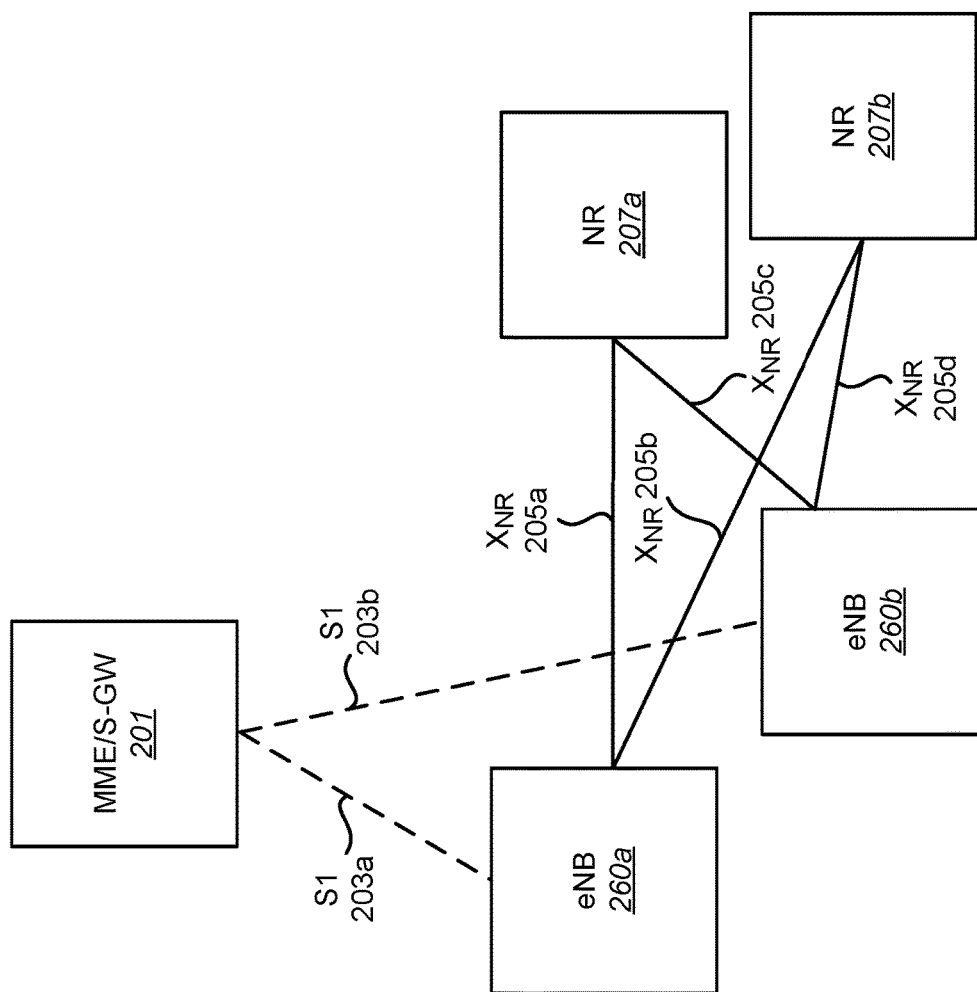 MME/S-GW
201
S1
203a
S1
203b
eNB
260a
eNB
260b
XNR
205a
XNR 205b
XNR 205c
XNR
205d
NR
207a
NR
207b